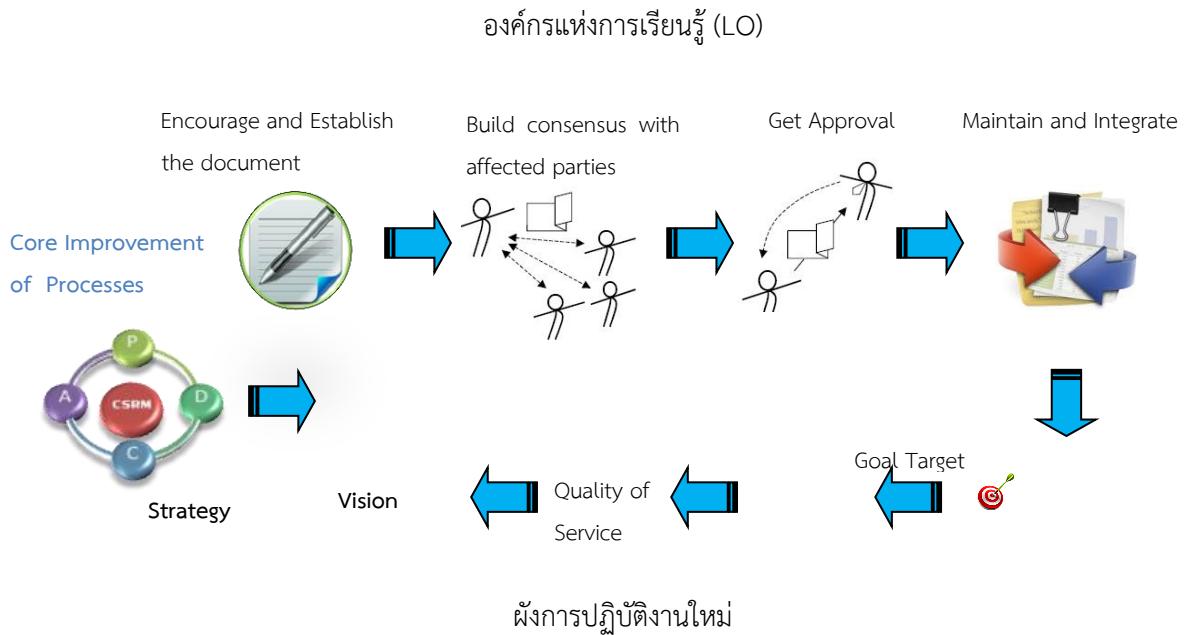 องค์กรแห่งการเรียนรู้ (LO)
Encourage and Establish
the document
Build consensus with
affected parties
Get Approval
Maintain and Integrate
Core Improvement
of Processes
P
A
CSRM
D
C
Goal Target
Strategy
Vision
Quality of
Service
ผังการปฏิบัติงานใหม่